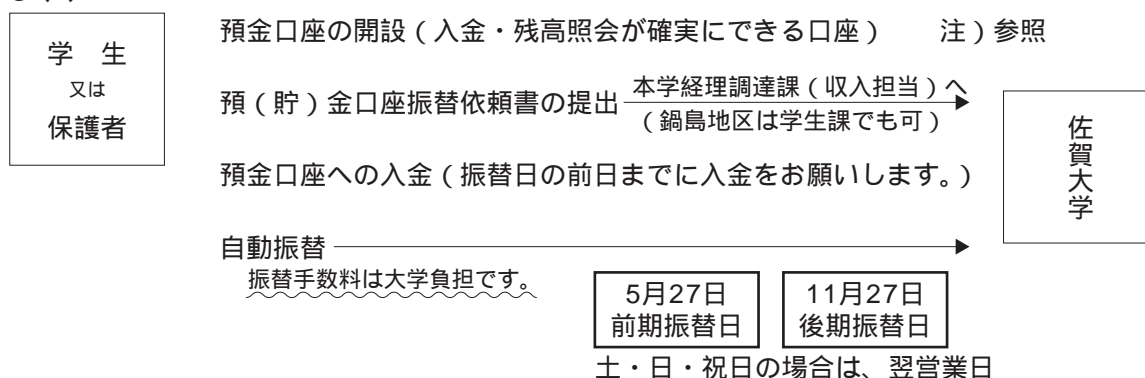 学 生
又は
保護者
預金口座の開設（入金・残高照会が確実にできる口座） 注）参照
預（貯）金口座振替依頼書の提出
本学経理調達課（収入担当）へ
（鍋島地区は学生課でも可）
預金口座への入金（振替日の前日までに入金をお願いします。）
自動振替
振替手数料は大学負担です。
佐賀大学
5月27日
前期振替日
11月27日
後期振替日
土・日・祝日の場合は、翌営業日